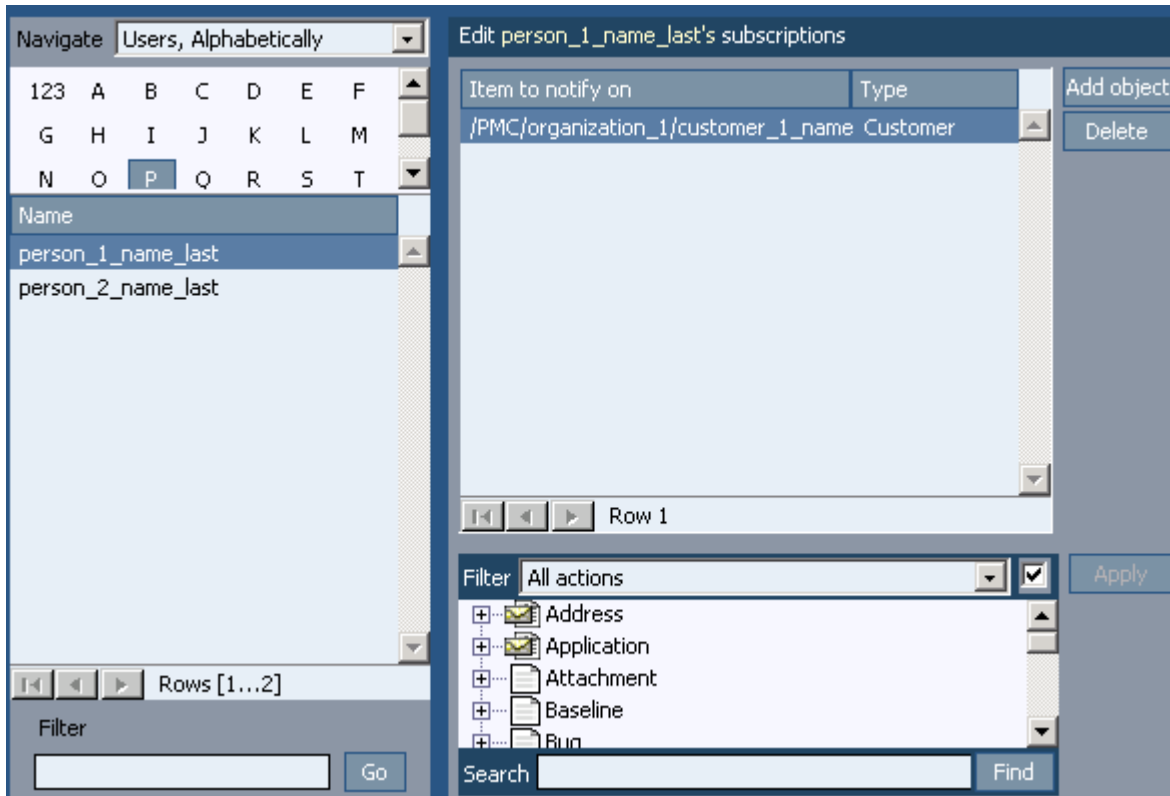 Navigate Users, Alphabetically
123 A B C D E F
G H I J K L M
N O P Q R S T
Name
person_1_name_last
person_2_name_last
Rows [1...2]
Filter
Go
Edit person_1_name_last's subscriptions
Item to notify on Type
/PMC/organization_1/customer_1_name Customer
Row 1
Add object
Delete
Filter All actions
Apply
Address
Application
Attachment
Baseline
Bug
Search Find